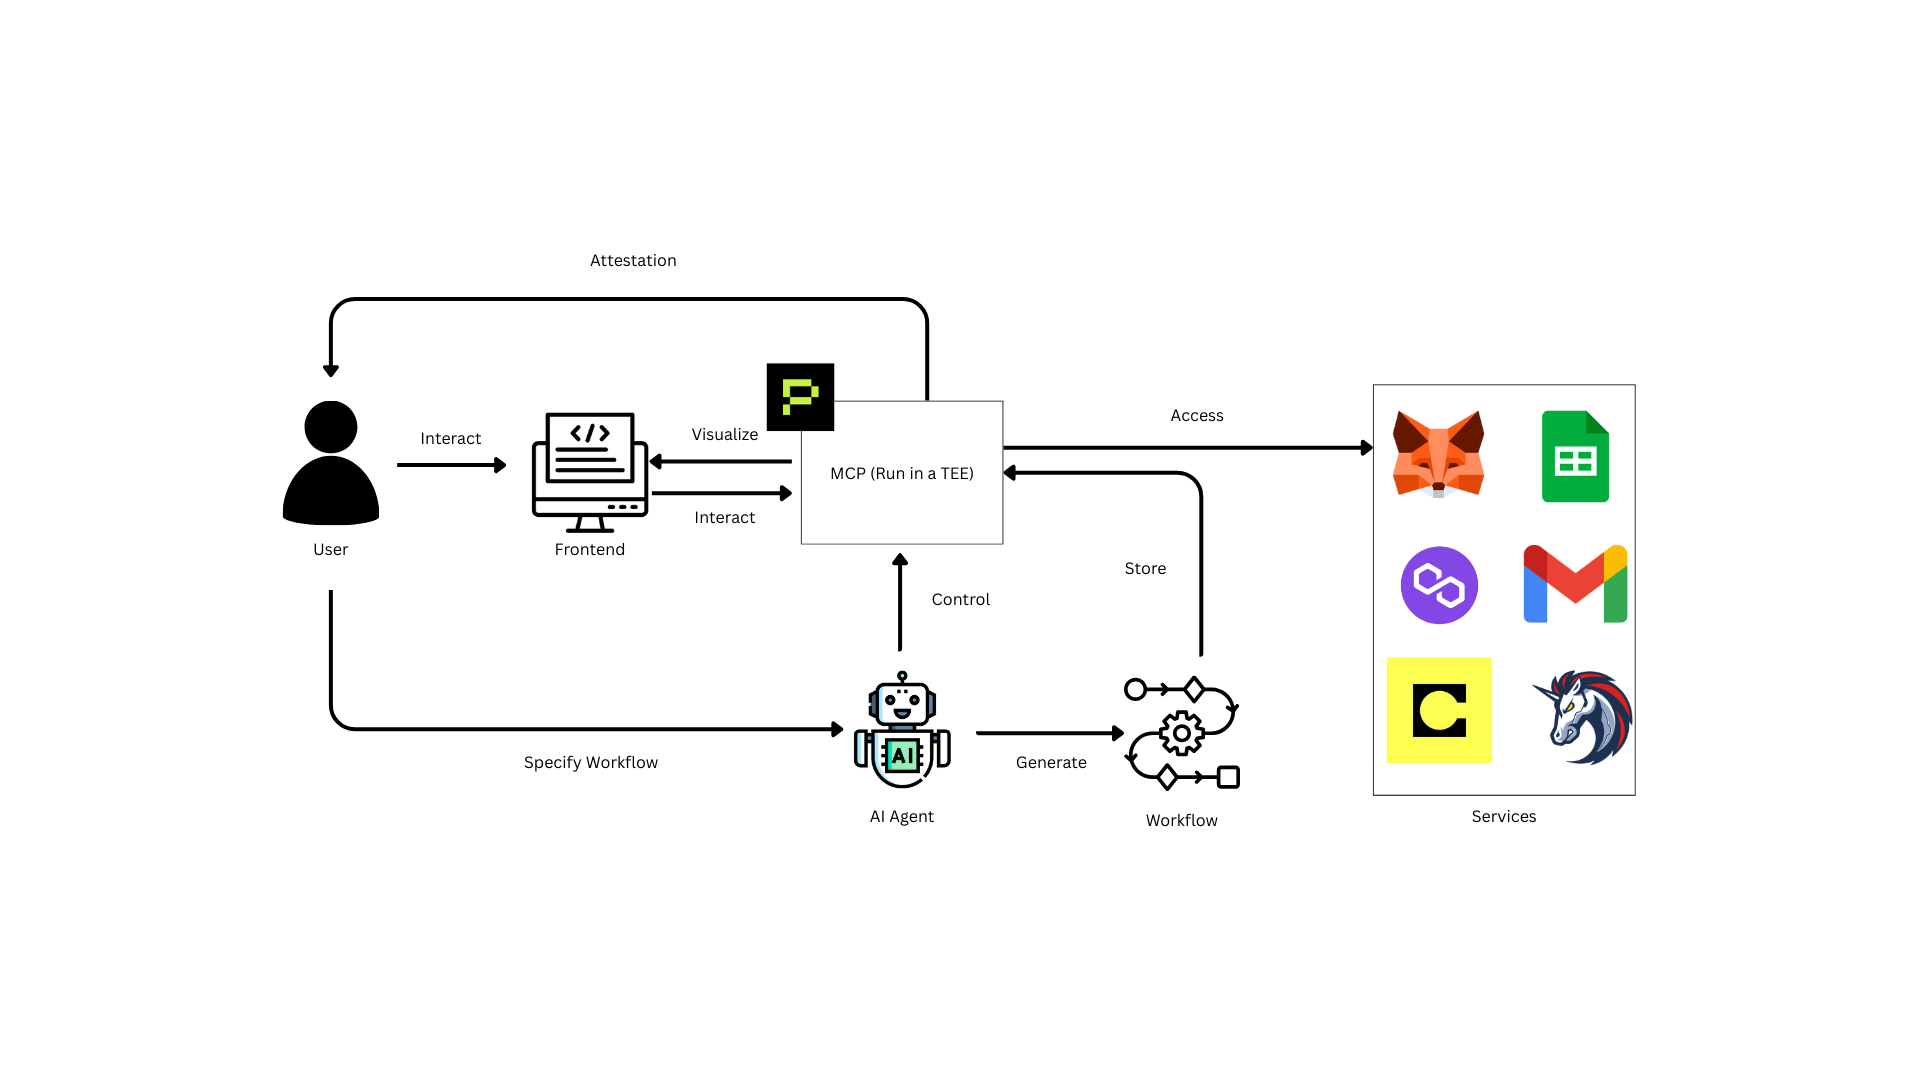 Attestation
Interact
Visualize
Access
MCP (Run in a TEE)
Interact
User
Frontend
Store
Control
AI
Specify Workflow
Generate
AI Agent
Workflow
Services